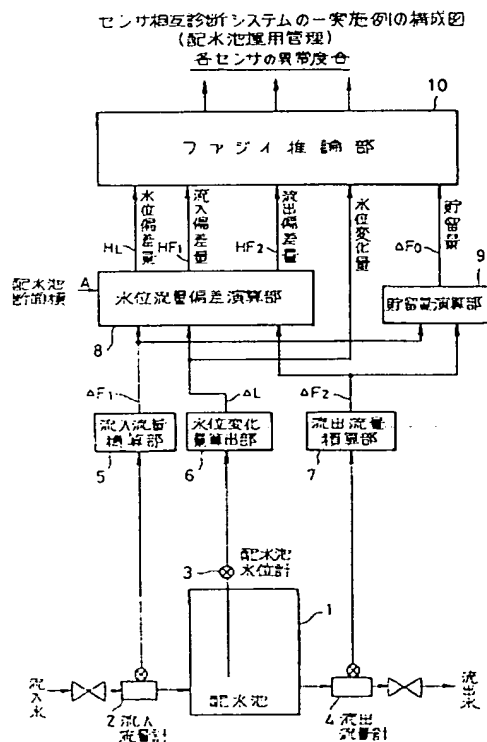 センサ相互診断システムの一実施例の構成図
(配水池運用管理)
各センサの異常度合
10
ファジイ推論部
水位偏差量
流入偏差量
流出偏差量
水位変化量
貯留量
HL
HF1
HF2
ΔF0
9
配水池
断面積
A
水位流量偏差演算部
貯留量演算部
8
ΔF1
ΔL
ΔF2
流入流量
積算部
水位変化
量算出部
流出流量
積算部
5
6
7
3
配水池
水位計
1
流入水
配水池
流出水
2 流入
流量計
4 流出
流量計